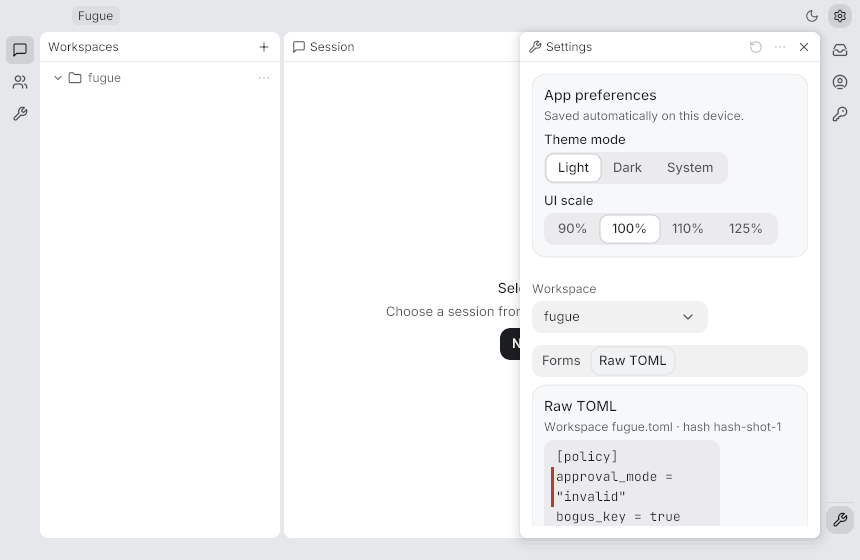 Fugue
Workspaces
fugue
Session
Choose a session
Settings
App preferences
Saved automatically on this device.
Theme mode
Light Dark System
UI scale
90% 100% 110% 125%
Workspace
fugue
Forms Raw TOML
Raw TOML
Workspace fugue.toml · hash hash-shot-1
[policy]
approval_mode =
"invalid"
bogus_key = true